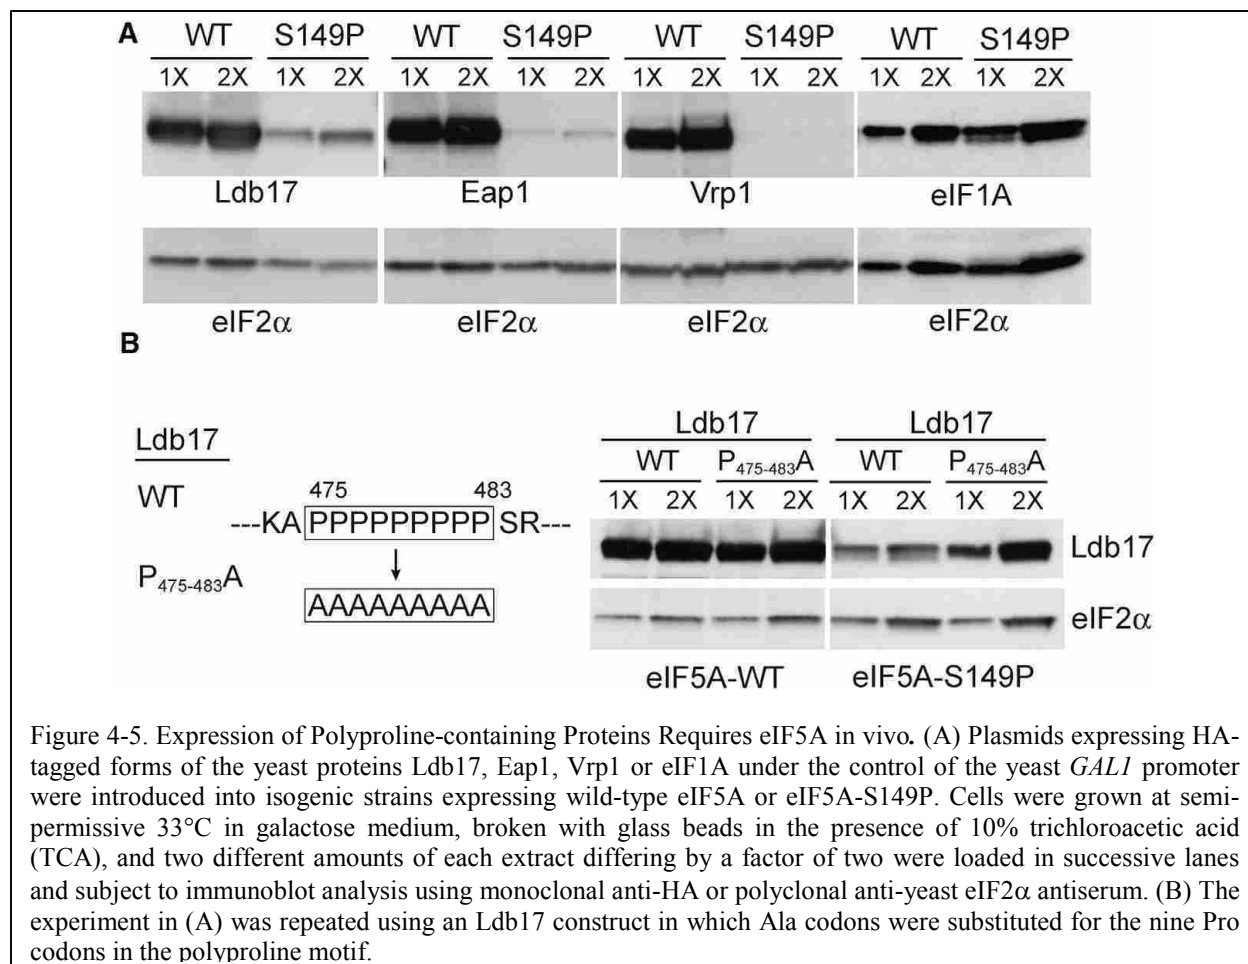 A
WT S149P WT S149P WT S149P WT S149P
1X 2X 1X 2X 1X 2X 1X 2X 1X 2X 1X 2X 1X 2X 1X 2X
Ldb17 Eap1 Vrp1 eIF1A
eIF2α eIF2α eIF2α eIF2α
B
Ldb17
WT
475 483
---KA PPPPPPPPP SR---
P475-483A
AAAAAAAAA
Ldb17 Ldb17
WT P475-483A WT P475-483A
1X 2X 1X 2X 1X 2X 1X 2X
Ldb17
eIF2α
eIF5A-WT eIF5A-S149P
Figure 4-5. Expression of Polyproline-containing Proteins Requires eIF5A in vivo. (A) Plasmids expressing HA-
tagged forms of the yeast proteins Ldb17, Eap1, Vrp1 or eIF1A under the control of the yeast GAL1 promoter
were introduced into isogenic strains expressing wild-type eIF5A or eIF5A-S149P. Cells were grown at semi-
permissive 33°C in galactose medium, broken with glass beads in the presence of 10% trichloroacetic acid
(TCA), and two different amounts of each extract differing by a factor of two were loaded in successive lanes
and subject to immunoblot analysis using monoclonal anti-HA or polyclonal anti-yeast eIF2α antiserum. (B) The
experiment in (A) was repeated using an Ldb17 construct in which Ala codons were substituted for the nine Pro
codons in the polyproline motif.